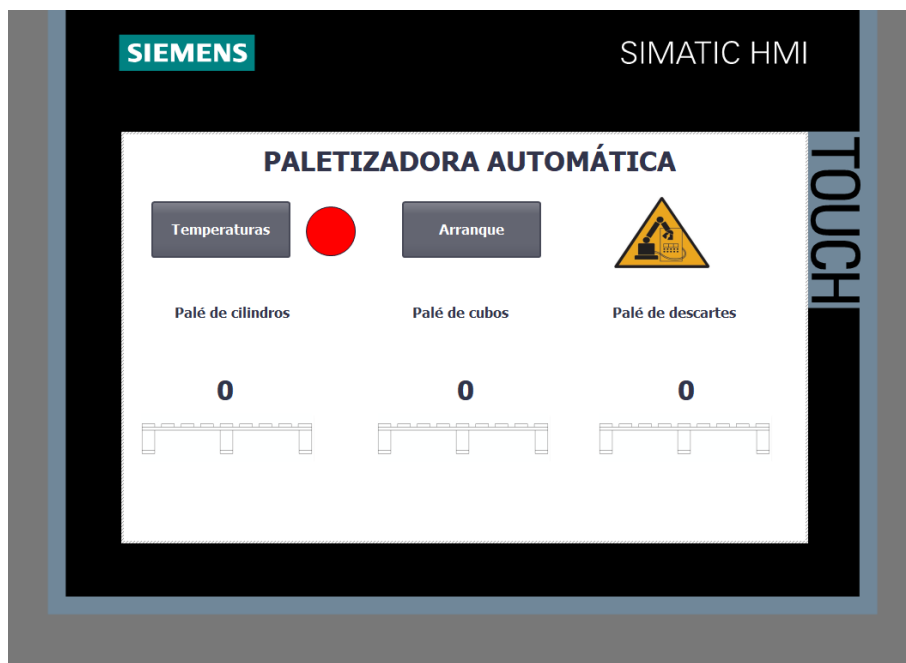 SIEMENS
SIMATIC HMI
TOUCH
PALETIZADORA AUTOMÁTICA
Temperaturas
Arranque
Palé de cilindros
Palé de cubos
Palé de descartes
0
0
0